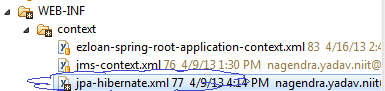 WEB-INF
context
ezloan-spring-root-application-context.xml 83 4/16/13 2:
jms-context.xml 76 4/9/13 1:30 PM nagendra.yadav.niit@
jpa-hibernate.xml 77 4/9/13 4:14 PM nagendra.yadav.niit